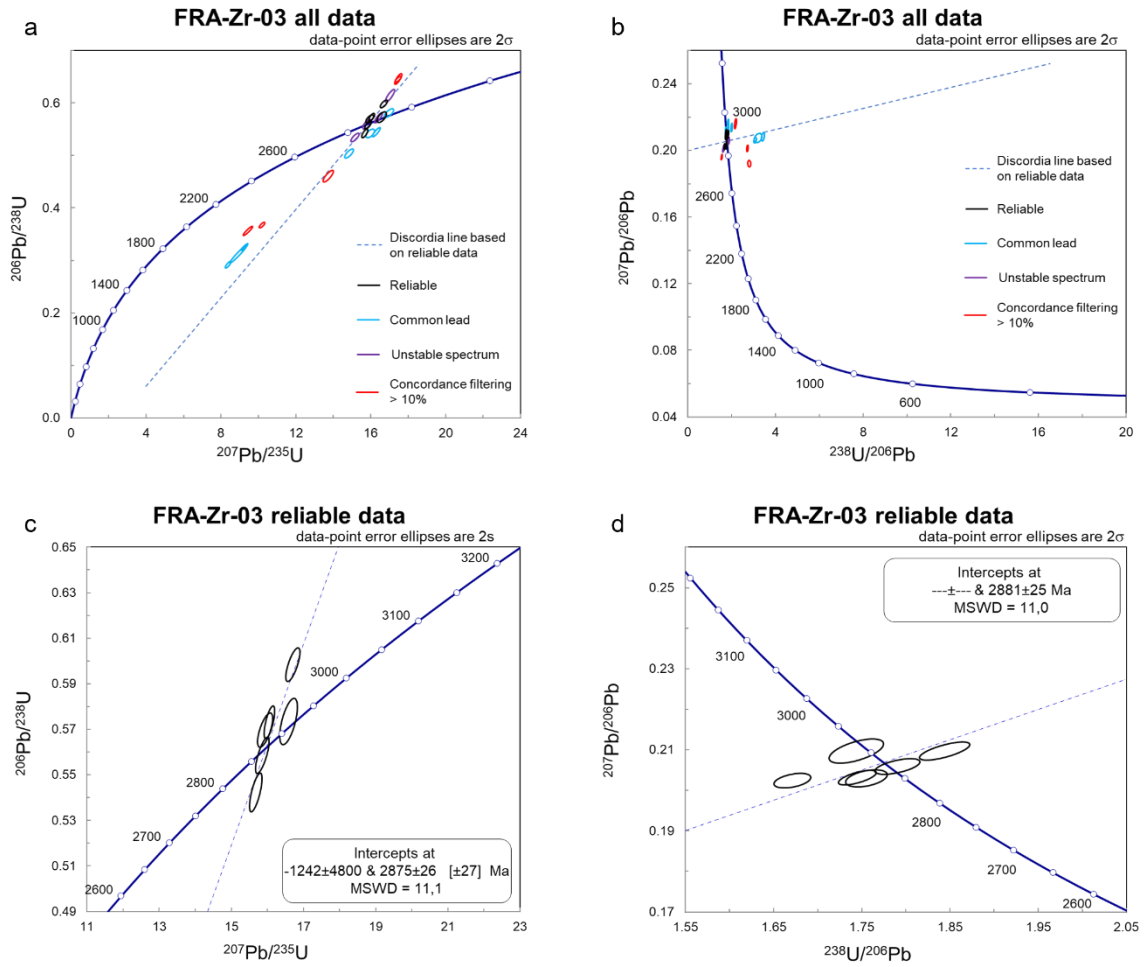 a
FRA-Zr-03 all data
data-point error ellipses are 2σ
206Pb/238U
0.6
0.4
0.2
0.0
2600
2200
1800
1400
1000
Discordia line based
on reliable data
Reliable
Common lead
Unstable spectrum
Concordance filtering
> 10%
0 4 8 12 16 20 24
207Pb/235U
b
FRA-Zr-03 all data
data-point error ellipses are 2σ
207Pb/206Pb
0.24
0.20
0.16
0.12
0.08
0.04
3000
2600
2200
1800
1400
1000
600
Discordia line based
on reliable data
Reliable
Common lead
Unstable spectrum
Concordance filtering
> 10%
0 4 8 12 16 20
238U/206Pb
c
FRA-Zr-03 reliable data
data-point error ellipses are 2s
206Pb/238U
0.65
0.63
0.61
0.59
0.57
0.55
0.53
0.51
0.49
3200
3100
3000
2800
2700
2600
Intercepts at
-1242±4800 & 2875±26 [±27] Ma
MSWD = 11,1
11 13 15 17 19 21 23
207Pb/235U
d
FRA-Zr-03 reliable data
data-point error ellipses are 2σ
207Pb/206Pb
0.25
0.23
0.21
0.19
0.17
3100
3000
2800
2700
2600
Intercepts at
---±--- & 2881±25 Ma
MSWD = 11,0
1.55 1.65 1.75 1.85 1.95 2.05
238U/206Pb